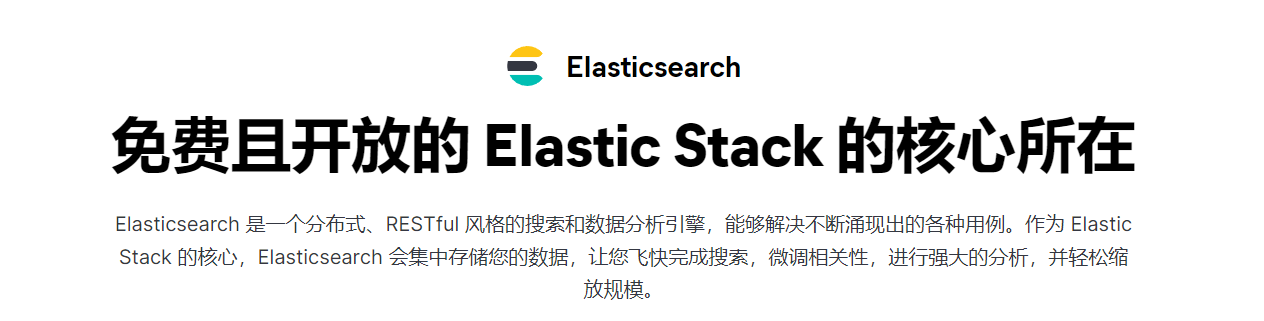 Elasticsearch
免费且开放的 Elastic Stack 的核心所在
Elasticsearch 是一个分布式、RESTful 风格的搜索和数据分析引擎，能够解决不断涌现出的各种用例。作为 Elastic
Stack 的核心，Elasticsearch 会集中存储您的数据，让您飞快完成搜索，微调相关性，进行强大的分析，并轻松缩
放规模。